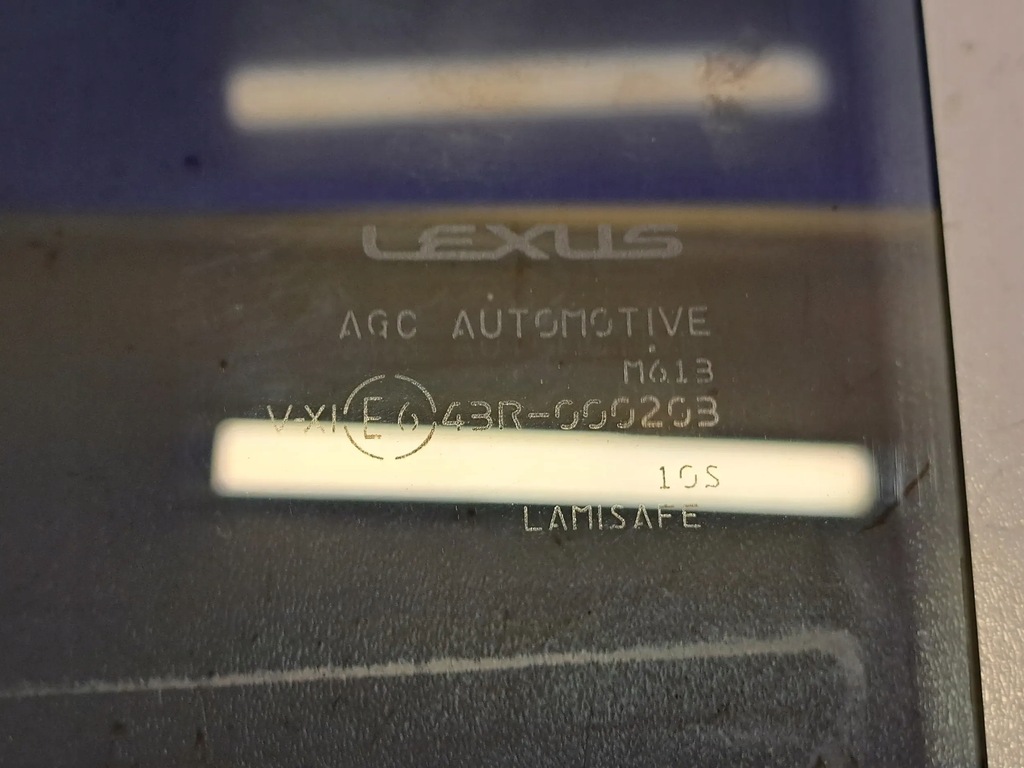 LEXUS
AGC AUTOMOTIVE
M613
V-XI E6 43R-000203
10S
LAMISAFE